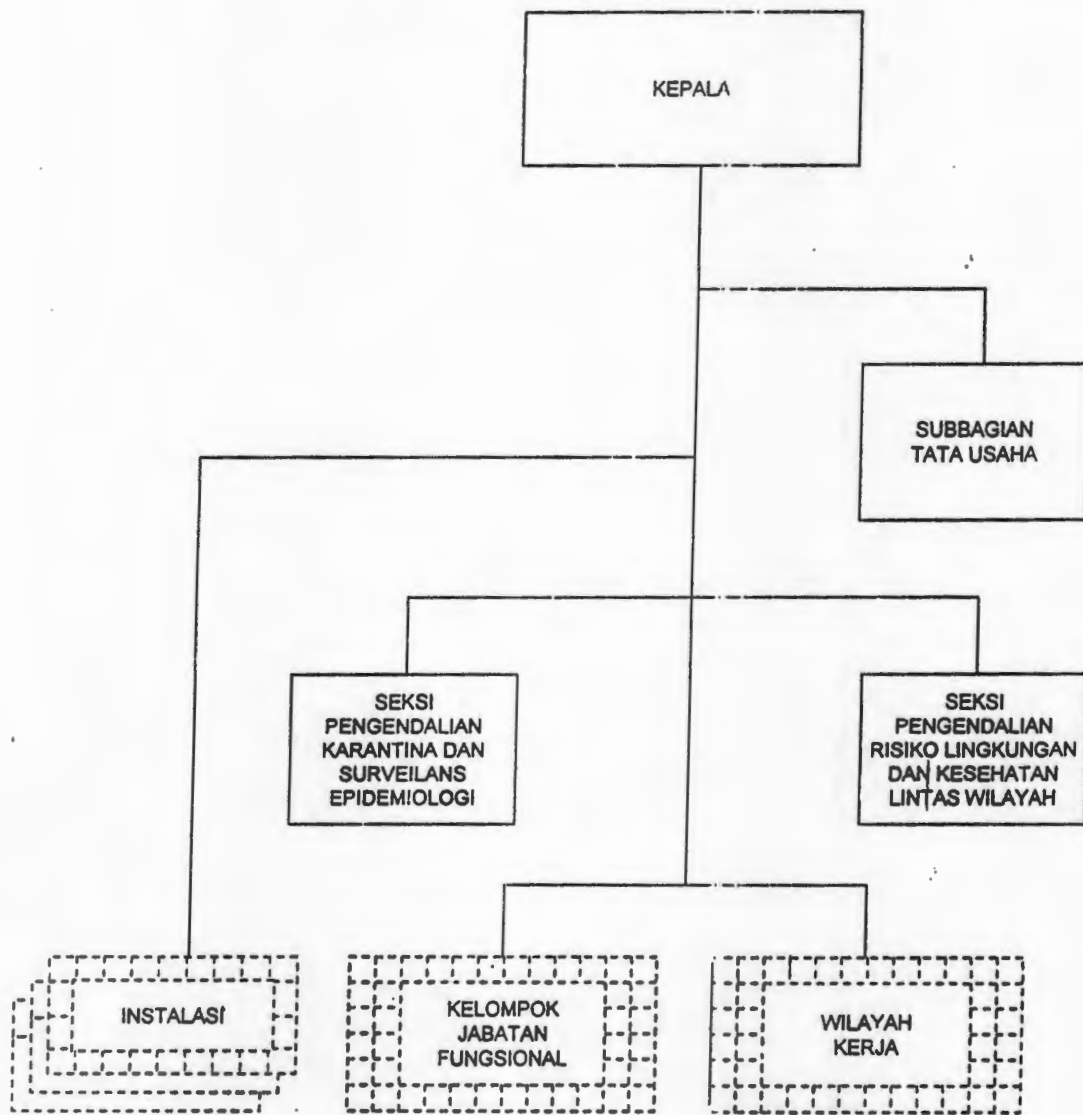 KEPALA
SUBBAGIAN
TATA USAHA
SEKSI
PENGENDALIAN
KARANTINA DAN
SURVEILANS
EPIDEMIOLOGI
SEKSI
PENGENDALIAN
RISIKO LINGKUNGAN
DAN KESEHATAN
LINTAS WILAYAH
INSTALASI
KELOMPOK
JABATAN
FUNGSIONAL
WILAYAH
KERJA